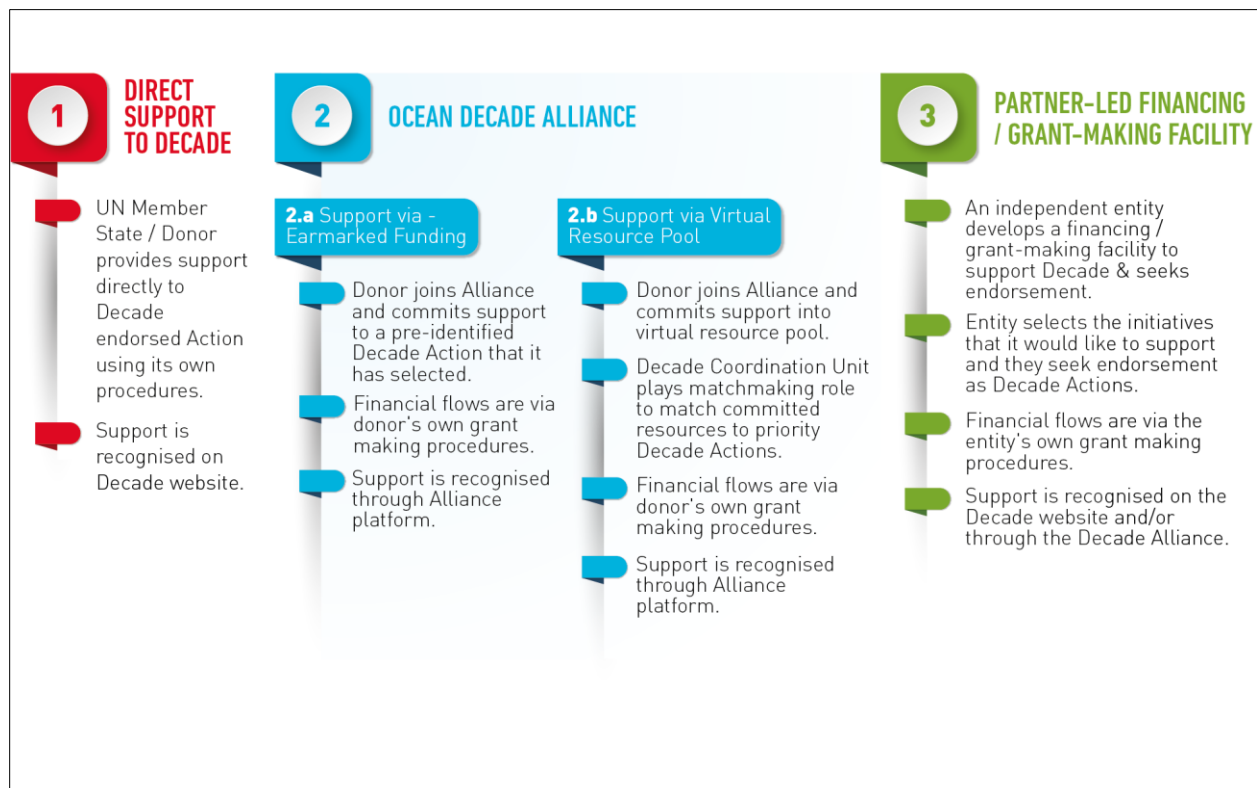 1
DIRECT
SUPPORT
TO DECADE
UN Member
State / Donor
provides support
directly to
Decade
endorsed Action
using its own
procedures.
Support is
recognised on
Decade website.
2
OCEAN DECADE ALLIANCE
2.a Support via -
Earmarked Funding
Donor joins Alliance
and commits support
to a pre-identified
Decade Action that it
has selected.
Financial flows are via
donor's own grant
making procedures.
Support is recognised
through Alliance
platform.
2.b Support via Virtual
Resource Pool
Donor joins Alliance and
commits support into
virtual resource pool.
Decade Coordination Unit
plays matchmaking role
to match committed
resources to priority
Decade Actions.
Financial flows are via
donor's own grant
making procedures.
Support is recognised
through Alliance
platform.
3
PARTNER-LED FINANCING
/ GRANT-MAKING FACILITY
An independent entity
develops a financing /
grant-making facility to
support Decade & seeks
endorsement.
Entity selects the initiatives
that it would like to support
and they seek endorsement
as Decade Actions.
Financial flows are via the
entity's own grant making
procedures.
Support is recognised on the
Decade website and/or
through the Decade Alliance.